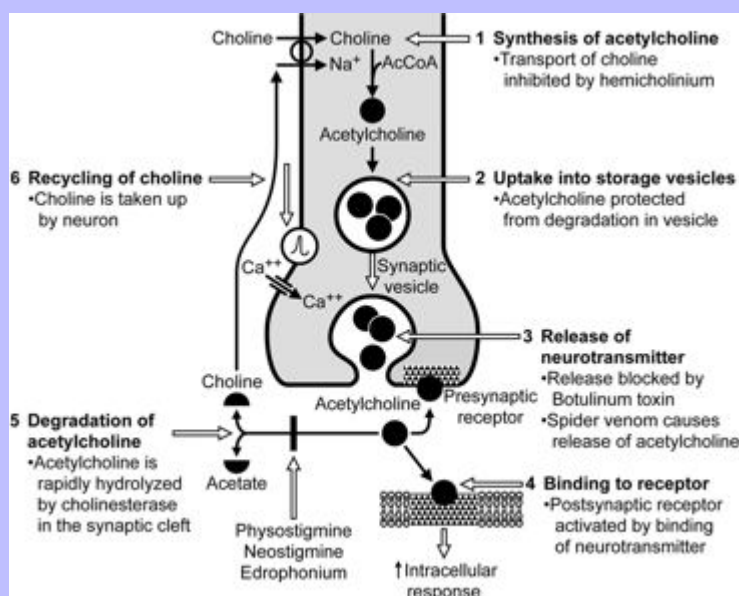 Choline
Choline
Na+
AcCoA
1 Synthesis of acetylcholine
•Transport of choline
inhibited by hemicholinium
Acetylcholine
6 Recycling of choline
•Choline is taken up
by neuron
2 Uptake into storage vesicles
•Acetylcholine protected
from degradation in vesicle
Ca++
Ca++
Synaptic
vesicle
3 Release of
neurotransmitter
•Release blocked by
Botulinum toxin
•Spider venom causes
release of acetylcholine
Choline
Acetylcholine
Presynaptic
receptor
5 Degradation of
acetylcholine
•Acetylcholine is
rapidly hydrolyzed
by cholinesterase
in the synaptic cleft
Acetate
4 Binding to receptor
•Postsynaptic receptor
activated by binding
of neurotransmitter
Physostigmine
Neostigmine
Edrophonium
↑Intracellular
response